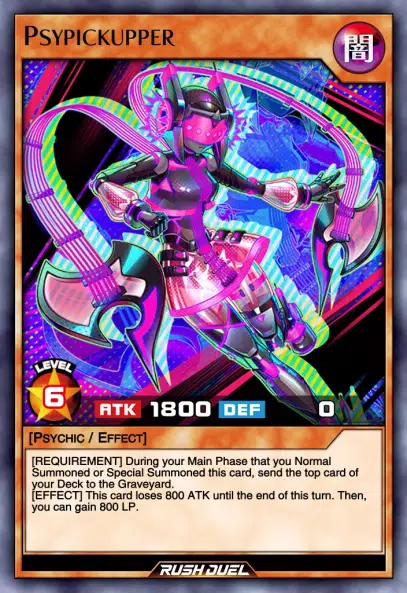 PSYPICKUPPER
闇
LEVEL
6
ATK 1800 DEF 0
[PSYCHIC / EFFECT]
[REQUIREMENT] During your Main Phase that you Normal
Summoned or Special Summoned this card, send the top card
of your Deck to the Graveyard.
[EFFECT] This card loses 800 ATK until the end of this turn. Then,
you can gain 800 LP.
RUSH DUEL